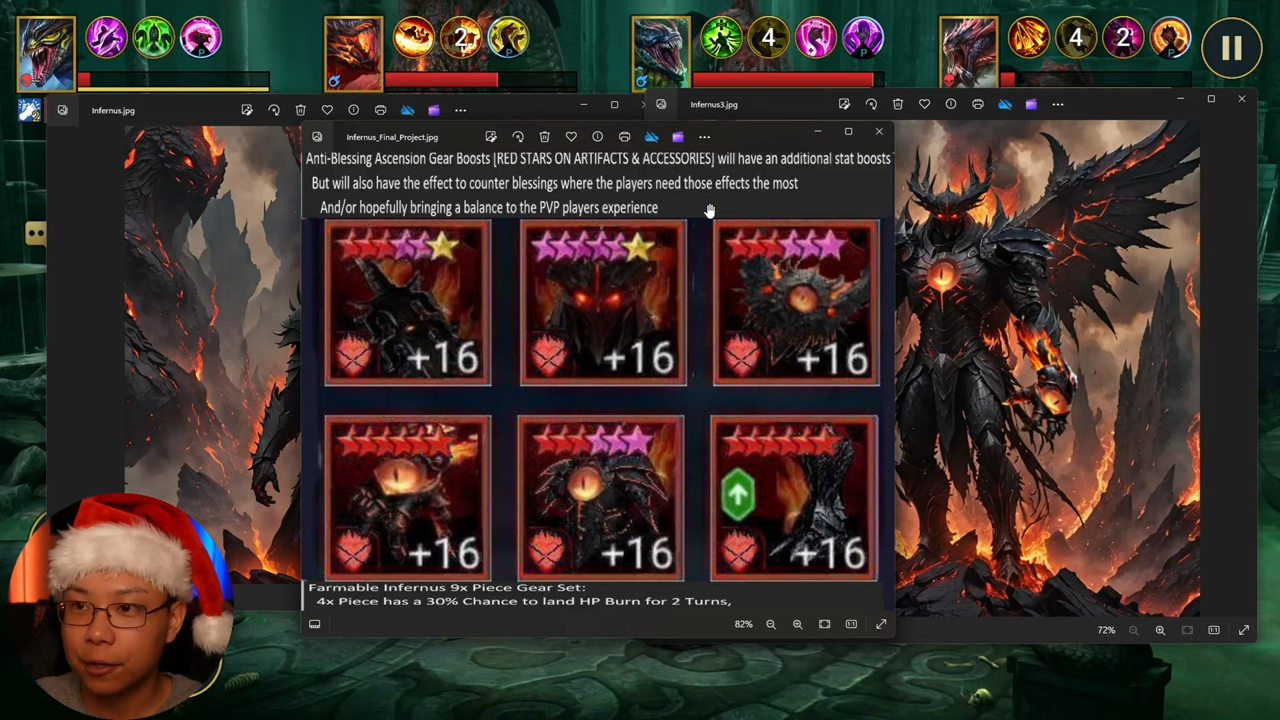 2
P
4
P
4
2
P
P
Infernus.jpg
Infernus3.jpg
Infernus_Final_Project.jpg
Anti-Blessing Ascension Gear Boosts [RED STARS ON ARTIFACTS & ACCESSORIES] will have an additional stat boosts
But will also have the effect to counter blessings where the players need those effects the most
And/or hopefully bringing a balance to the PVP players experience
+16
+16
+16
+16
+16
+16
Farmable Infernus 9x Piece Gear Set:
4x Piece has a 30% Chance to land HP Burn for 2 Turns,
82%
72%